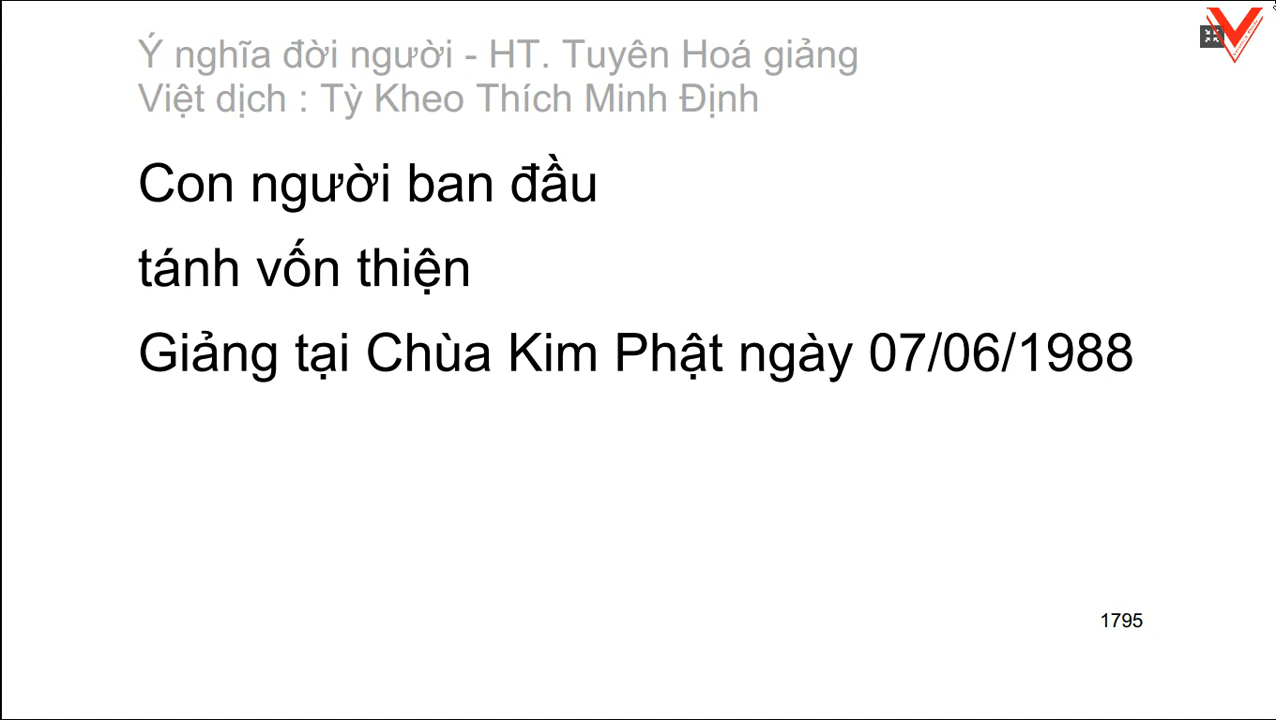 Ý nghĩa đời người - HT. Tuyên Hoá giảng
Việt dịch : Tỳ Kheo Thích Minh Định
Con người ban đầu
tánh vốn thiện
Giảng tại Chùa Kim Phật ngày 07/06/1988
1795